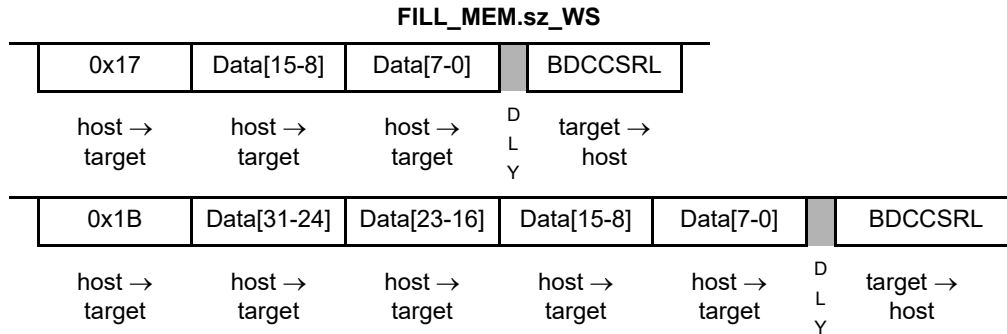 FILL_MEM.sz_WS
0x17 Data[15-8] Data[7-0] BDCCSRL
host → host → host → D target →
target target target L host
Y
0x1B Data[31-24] Data[23-16] Data[15-8] Data[7-0] BDCCSRL
host → host → host → host → host → D target →
target target target target target L host
Y